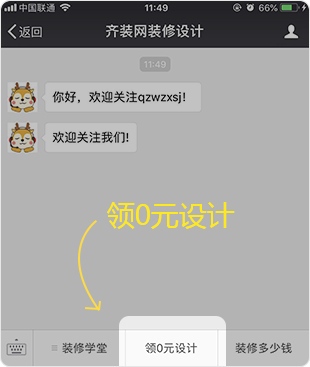 中国联通 11:49 66%
返回 齐装网装修设计
11:49
你好，欢迎关注qzwzxsj！
欢迎关注我们!
领0元设计
装修学堂 领0元设计 装修多少钱